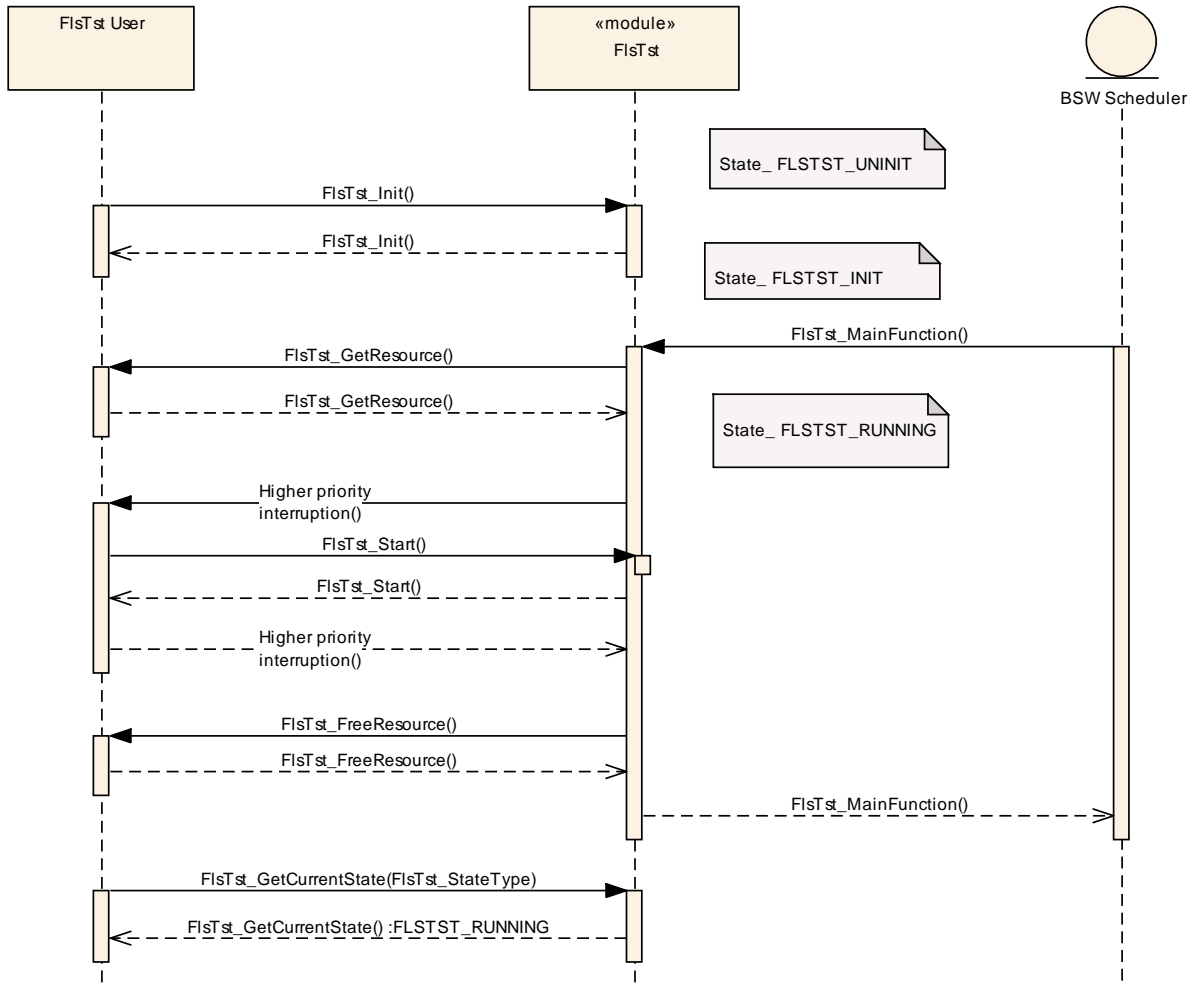 FlsTst User
«module»
FlsTst
BSW Scheduler
State_ FLSTST_UNINIT
FlsTst_Init()
FlsTst_Init()
State_ FLSTST_INIT
FlsTst_MainFunction()
FlsTst_GetResource()
FlsTst_GetResource()
State_ FLSTST_RUNNING
Higher priority
interruption()
FlsTst_Start()
FlsTst_Start()
Higher priority
interruption()
FlsTst_FreeResource()
FlsTst_FreeResource()
FlsTst_MainFunction()
FlsTst_GetCurrentState(FlsTst_StateType)
FlsTst_GetCurrentState() :FLSTST_RUNNING